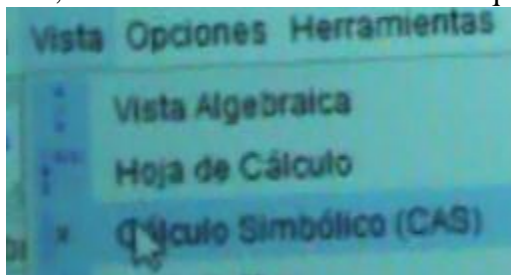 Vista Opciones Herramientas
Vista Algebraica
Hoja de Cálculo
Cálculo Simbólico (CAS)